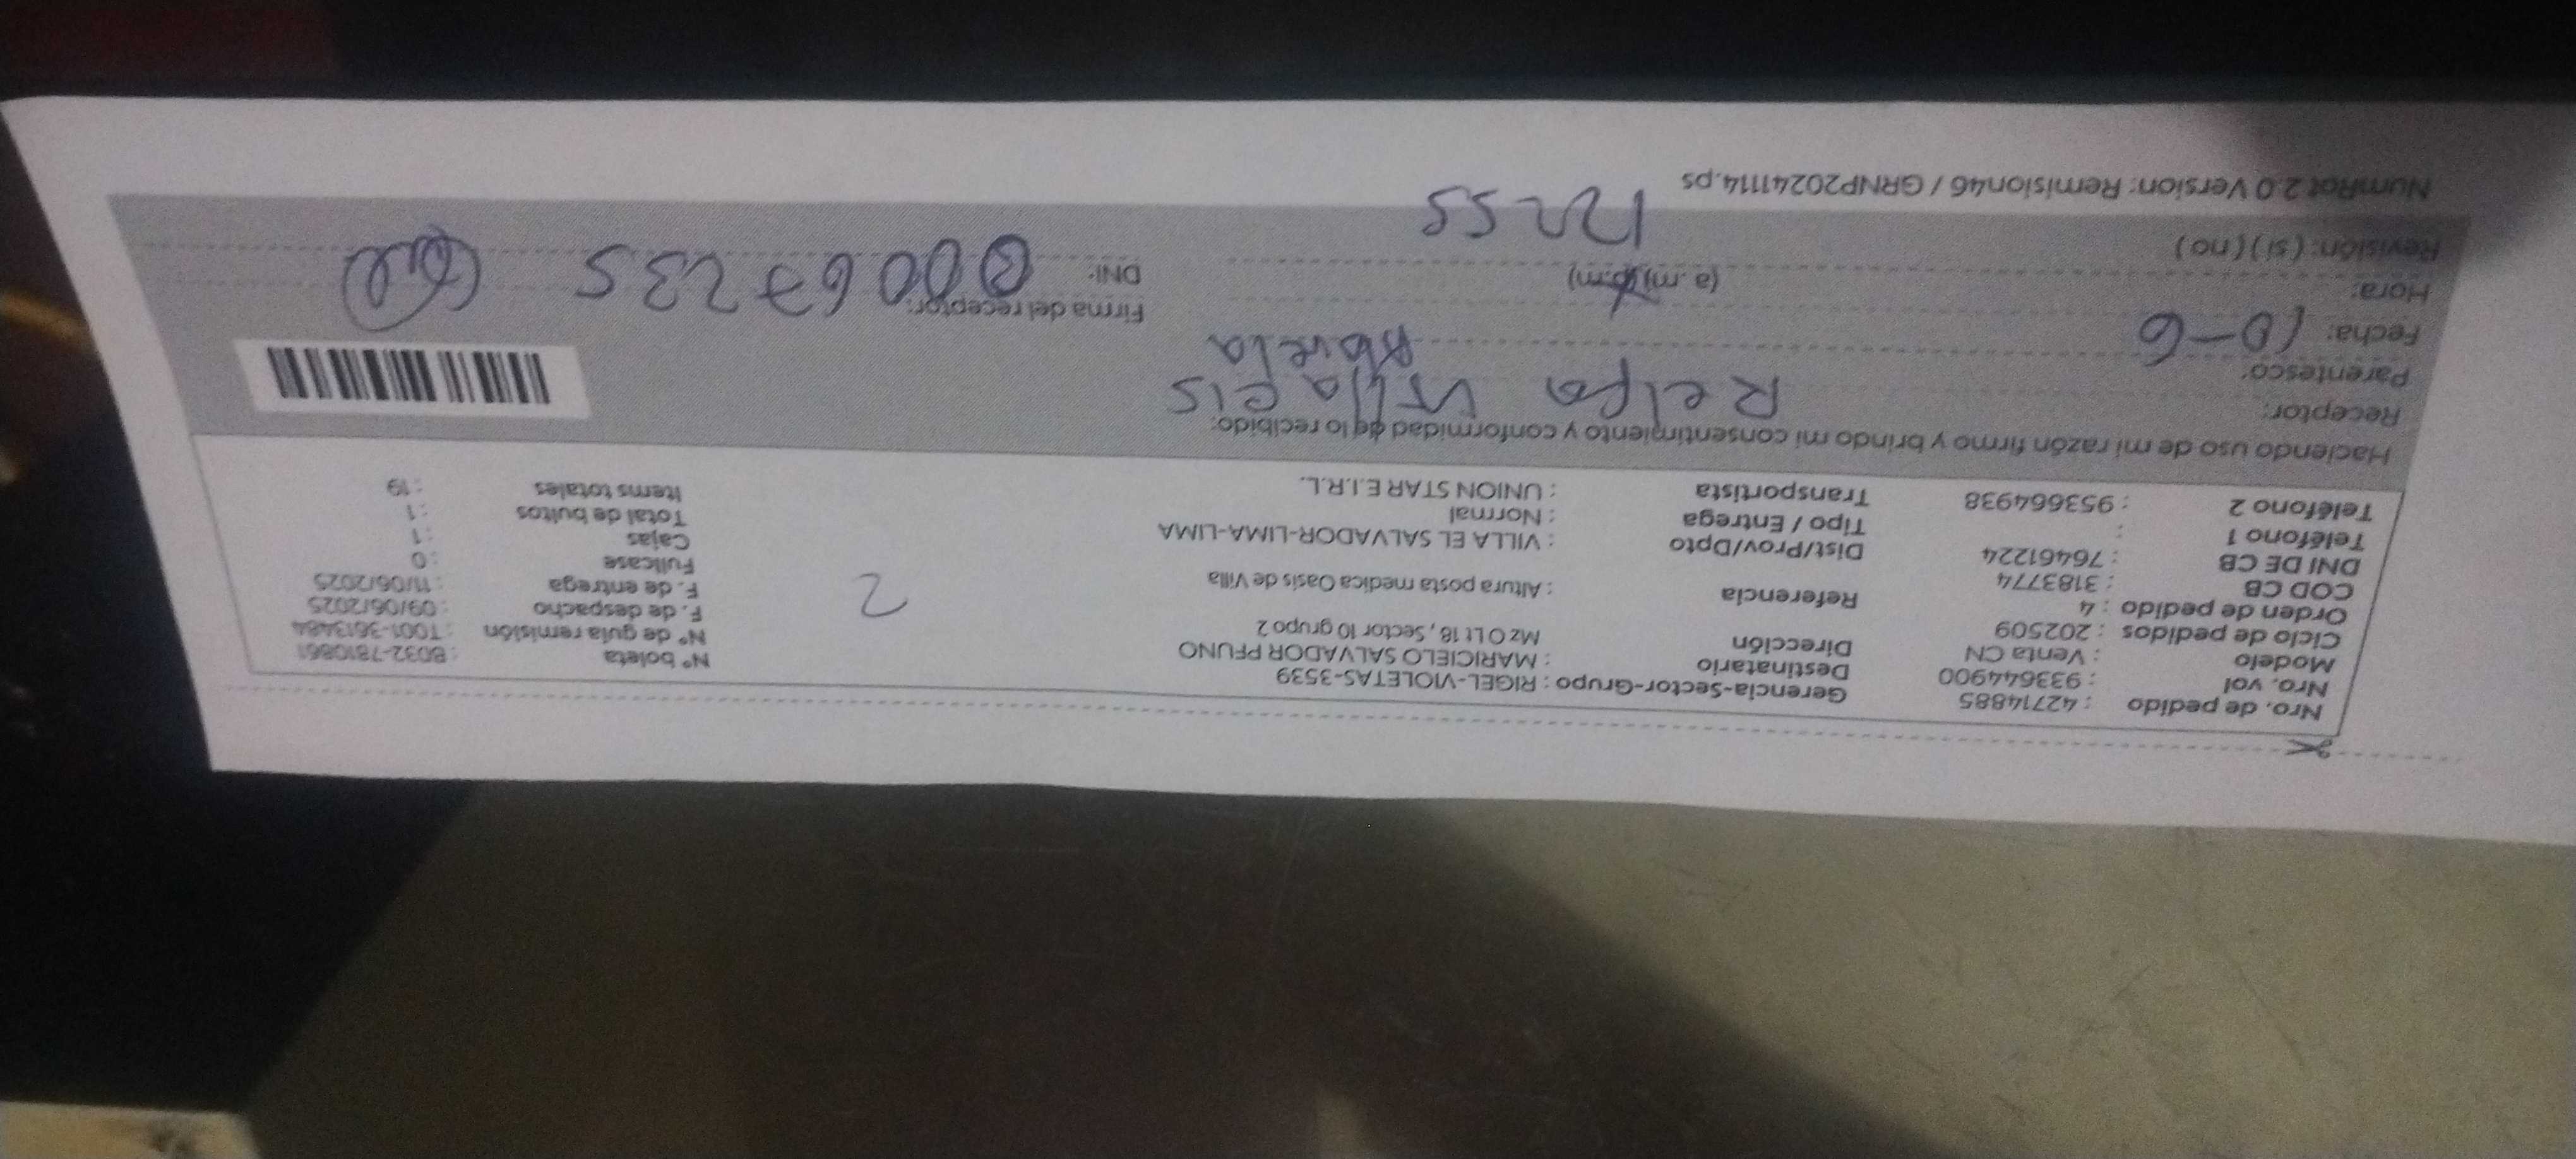 Nro. de pedido : 42714885 Gerencia-Sector-Grupo : RIGEL-VIOLETAS-3539 N° boleta : B032-7810861
Nro. vol : 933644900 Destinatario : MARICIELO SALVADOR PFUNO N° de guía remisión : T001-3613484
Modelo : Venta CN Dirección Mz O Lt 18 , Sector 10 grupo 2 F. de despacho : 09/06/2025
Ciclo de pedidos : 202509 Referencia : Altura posta medica Oasis de Villa F. de entrega : 11/06/2025
Orden de pedido : 4 Dist/Prov/Dpto : VILLA EL SALVADOR-LIMA-LIMA Fullcase : 0
COD CB : 3183774 Tipo / Entrega : Normal Cajas : 1
DNI DE CB : 76461224 Transportista : UNION STAR E.I.R.L. Total de bultos : 1
Teléfono 1 : Items totales : 19
Teléfono 2 : 953664938
2
Haciendo uso de mi razón firmo y brindo mi consentimiento y conformidad de lo recibido:
Receptor:
Parentesco: Abuela
Fecha: 10-6 Firma del receptor:
Hora: (a.m) (p.m) DNI: 00067235
Revisión: ( si ) ( no ) 1255
NumRot 2.0 Version: Remision46 / GRNP20241114.ps